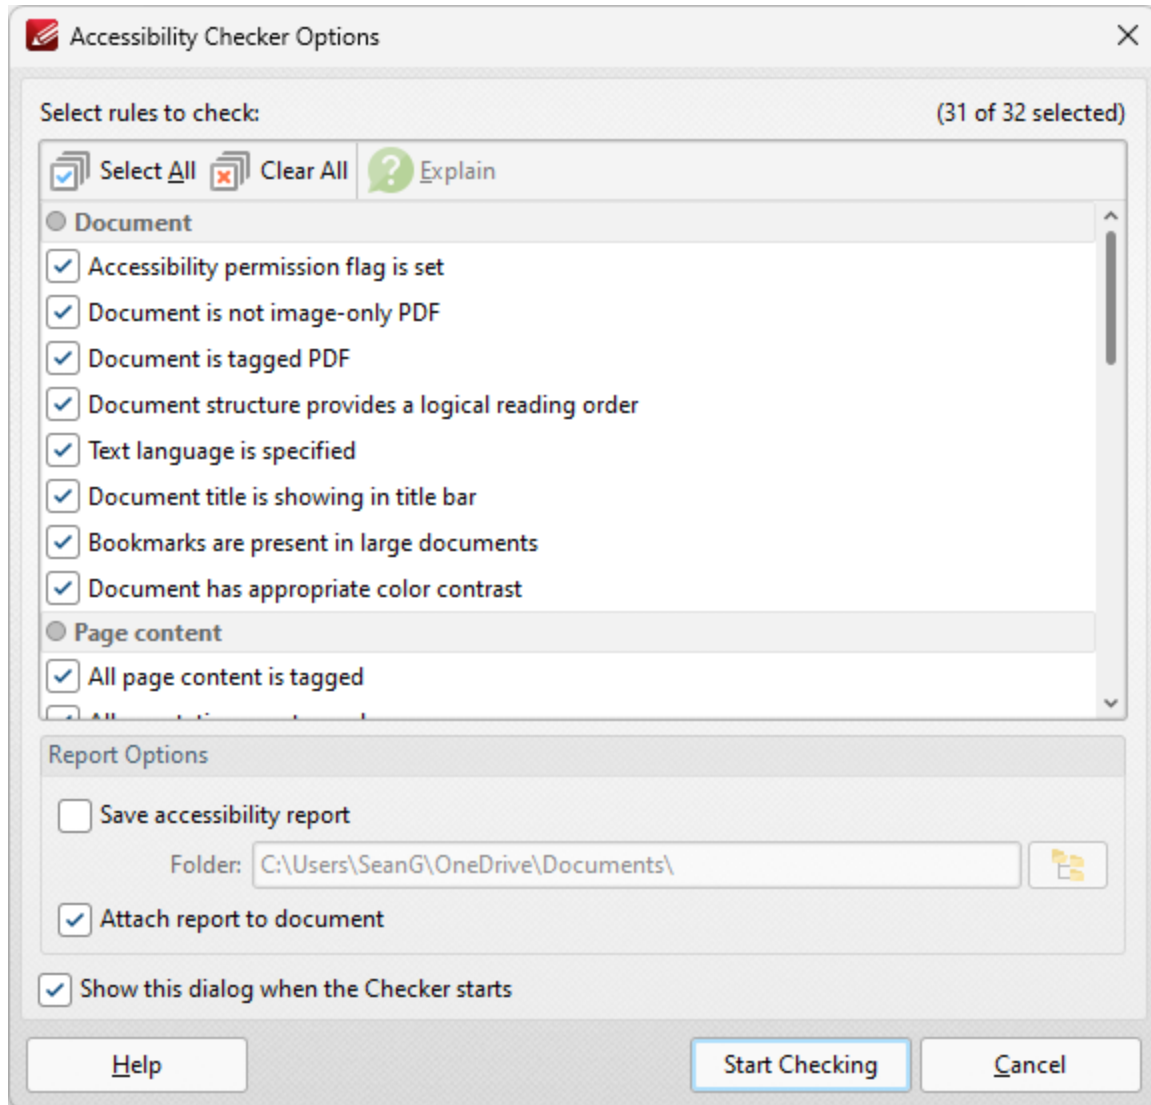 Accessibility Checker Options
Select rules to check: (31 of 32 selected)
Select All Clear All Explain
Document
Accessibility permission flag is set
Document is not image-only PDF
Document is tagged PDF
Document structure provides a logical reading order
Text language is specified
Document title is showing in title bar
Bookmarks are present in large documents
Document has appropriate color contrast
Page content
All page content is tagged
Report Options
Save accessibility report
Folder: C:\Users\SeanG\OneDrive\Documents\
Attach report to document
Show this dialog when the Checker starts
Help Start Checking Cancel